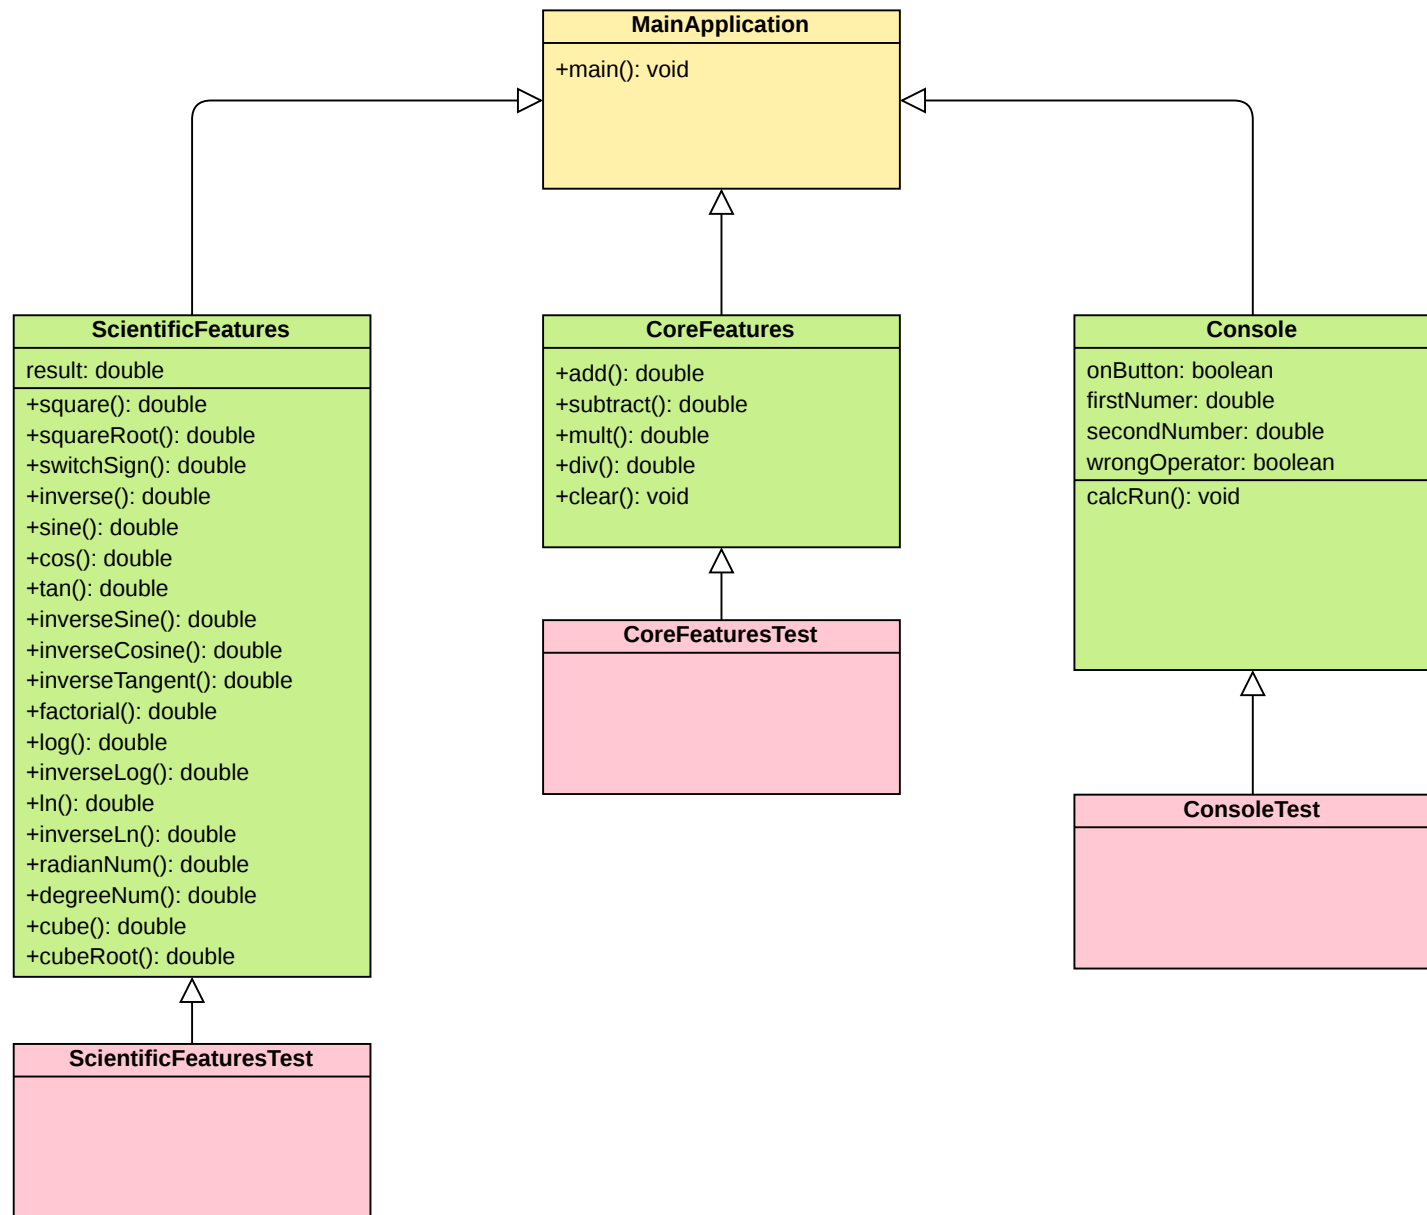 MainApplication
+main(): void
ScientificFeatures
result: double
+square(): double
+squareRoot(): double
+switchSign(): double
+inverse(): double
+sine(): double
+cos(): double
+tan(): double
+inverseSine(): double
+inverseCosine(): double
+inverseTangent(): double
+factorial(): double
+log(): double
+inverseLog(): double
+ln(): double
+inverseLn(): double
+radianNum(): double
+degreeNum(): double
+cube(): double
+cubeRoot(): double
CoreFeatures
+add(): double
+subtract(): double
+mult(): double
+div(): double
+clear(): void
Console
onButton: boolean
firstNumer: double
secondNumber: double
wrongOperator: boolean
calcRun(): void
CoreFeaturesTest
ConsoleTest
ScientificFeaturesTest